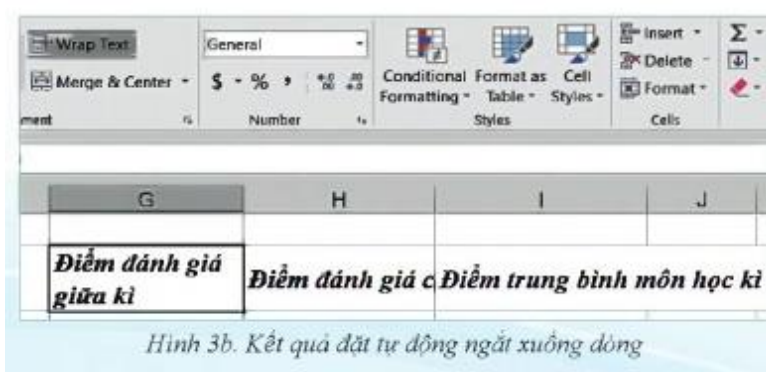 Wrap Text General Insert Σ
Merge & Center $ % , Conditional Format as Cell Delete
Formatting Table Styles Format
ment Number Styles Cells
G H I J
Điểm đánh giá
giữa kì
Điểm đánh giá c Điểm trung bình môn học kì
Hình 3b. Kết quả đặt tự động ngắt xuống dòng